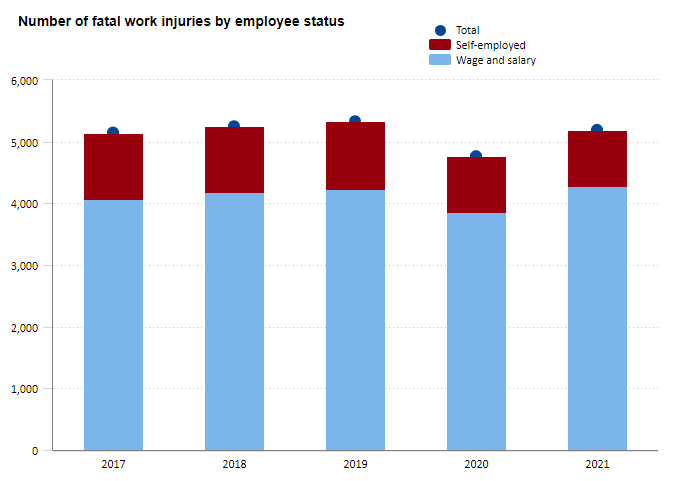 Number of fatal work injuries by employee status
Total
Self-employed
Wage and salary
6,000
5,000
4,000
3,000
2,000
1,000
0
2017 2018 2019 2020 2021